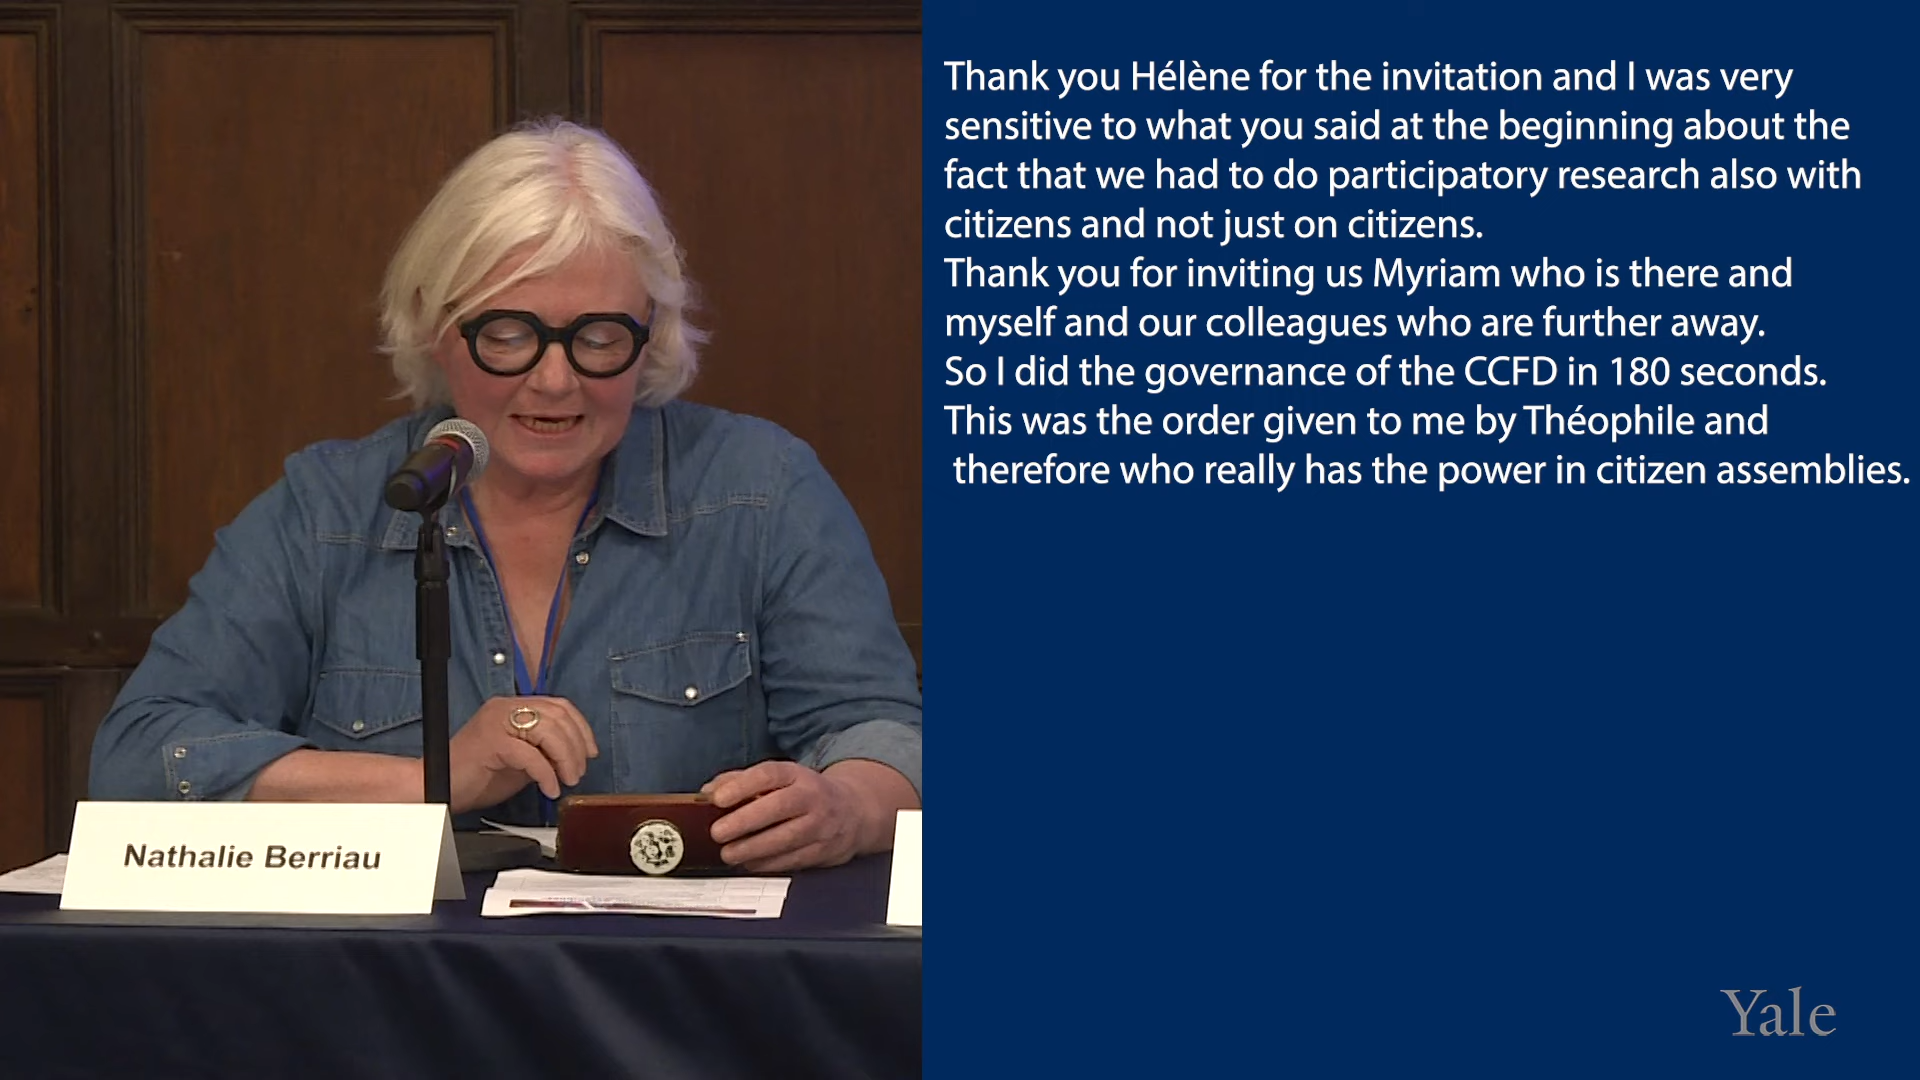 Thank you Hélène for the invitation and I was very
sensitive to what you said at the beginning about the
fact that we had to do participatory research also with
citizens and not just on citizens.
Thank you for inviting us Myriam who is there and
myself and our colleagues who are further away.
So I did the governance of the CCFD in 180 seconds.
This was the order given to me by Théophile and
therefore who really has the power in citizen assemblies.
Nathalie Berriau
Yale